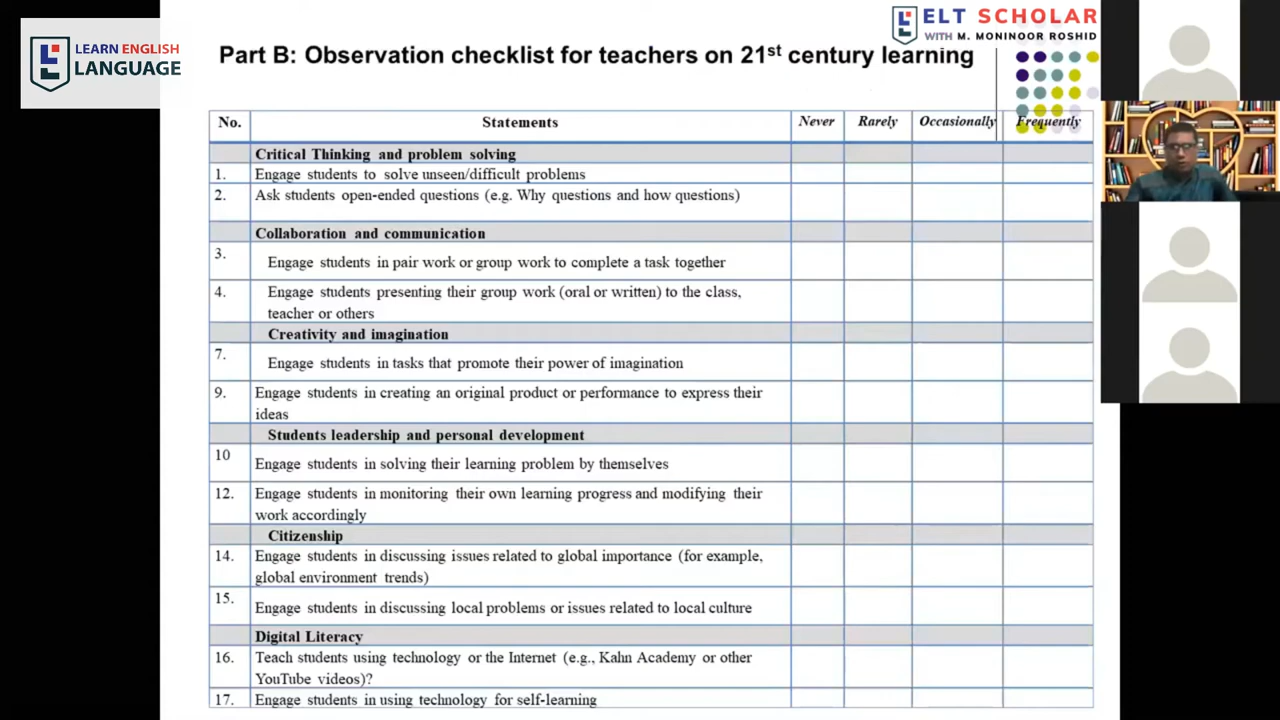 LEARN ENGLISH
LANGUAGE
ELT SCHOLAR
WITH M. MONINOOR ROSHID
Part B: Observation checklist for teachers on 21st century learning
No. Statements Never Rarely Occasionally Frequently
Critical Thinking and problem solving
1. Engage students to solve unseen/difficult problems
2. Ask students open-ended questions (e.g. Why questions and how questions)
Collaboration and communication
3. Engage students in pair work or group work to complete a task together
4. Engage students presenting their group work (oral or written) to the class,
teacher or others
Creativity and imagination
7. Engage students in tasks that promote their power of imagination
9. Engage students in creating an original product or performance to express their
ideas
Students leadership and personal development
10 Engage students in solving their learning problem by themselves
12. Engage students in monitoring their own learning progress and modifying their
work accordingly
Citizenship
14. Engage students in discussing issues related to global importance (for example,
global environment trends)
15. Engage students in discussing local problems or issues related to local culture
Digital Literacy
16. Teach students using technology or the Internet (e.g., Kahn Academy or other
YouTube videos)?
17. Engage students in using technology for self-learning